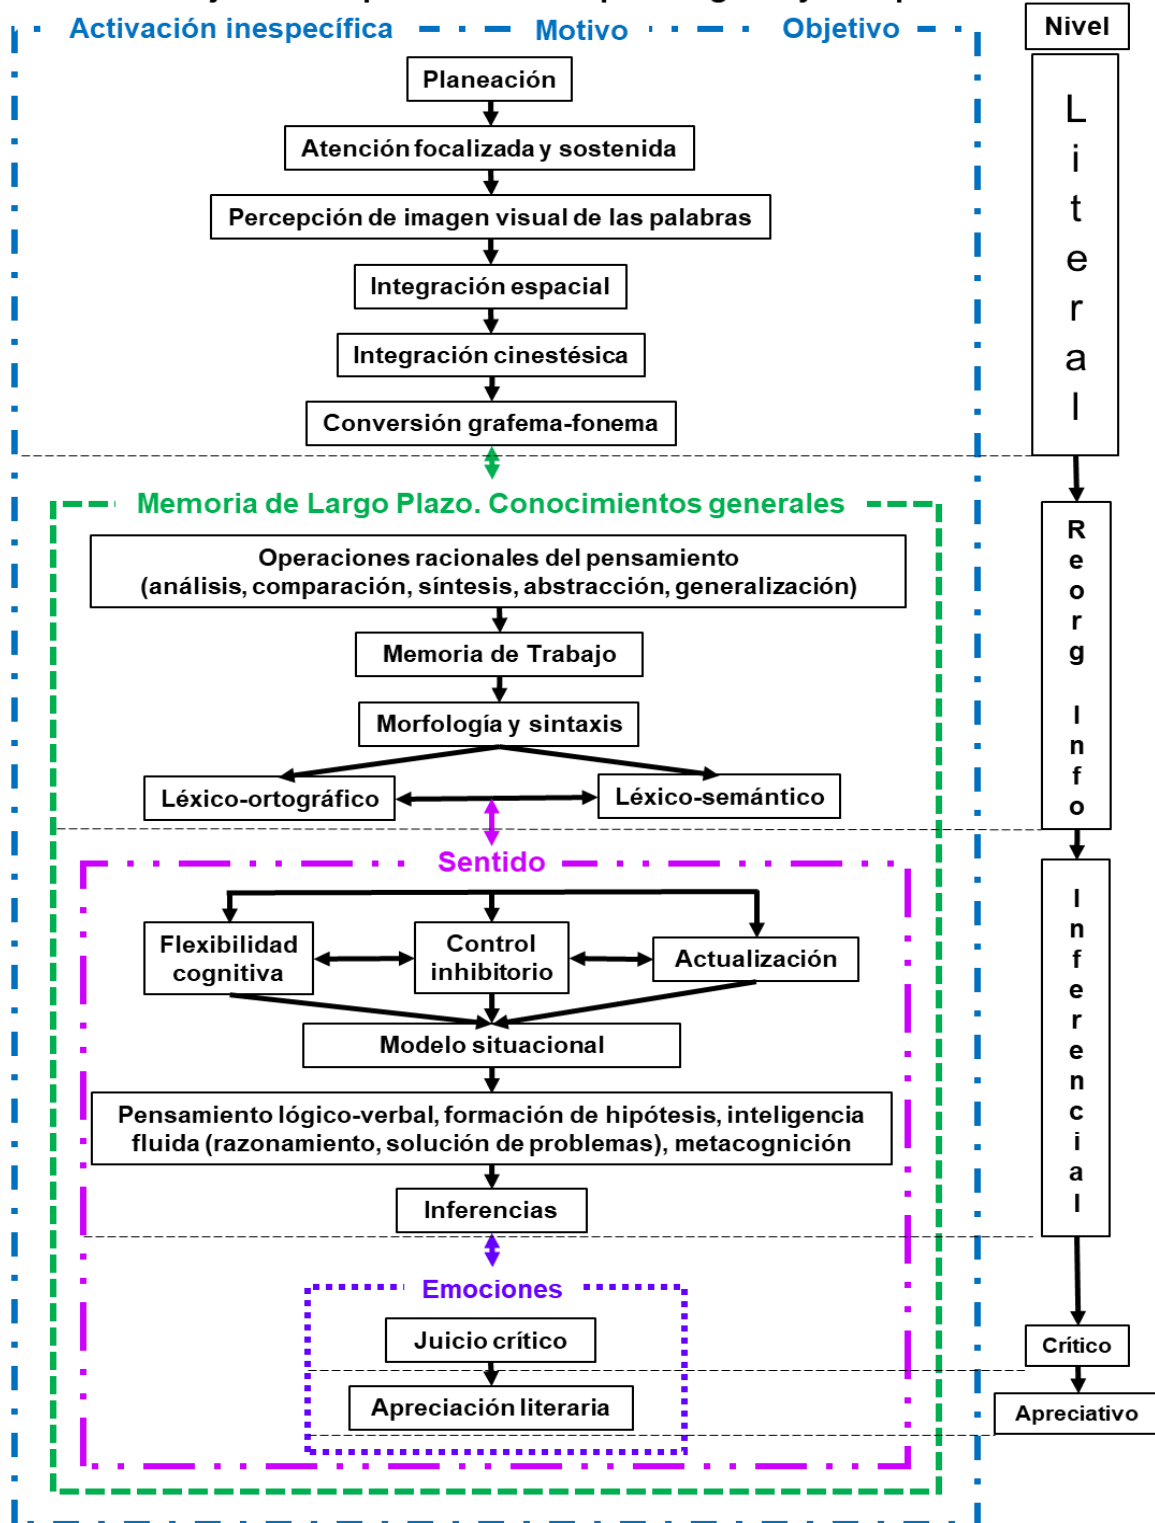 Activación inespecífica
Motivo
Objetivo
Nivel
Planeación
Atención focalizada y sostenida
Percepción de imagen visual de las palabras
Integración espacial
Integración cinestésica
Conversión grafema-fonema
Literal
Memoria de Largo Plazo. Conocimientos generales
Operaciones racionales del pensamiento
(análisis, comparación, síntesis, abstracción, generalización)
Memoria de Trabajo
Morfología y sintaxis
Léxico-ortográfico
Léxico-semántico
Reorg Info
Sentido
Flexibilidad
cognitiva
Control
inhibitorio
Actualización
Modelo situacional
Pensamiento lógico-verbal, formación de hipótesis, inteligencia
fluida (razonamiento, solución de problemas), metacognición
Inferencias
Inferencial
Emociones
Juicio crítico
Crítico
Apreciación literaria
Apreciativo